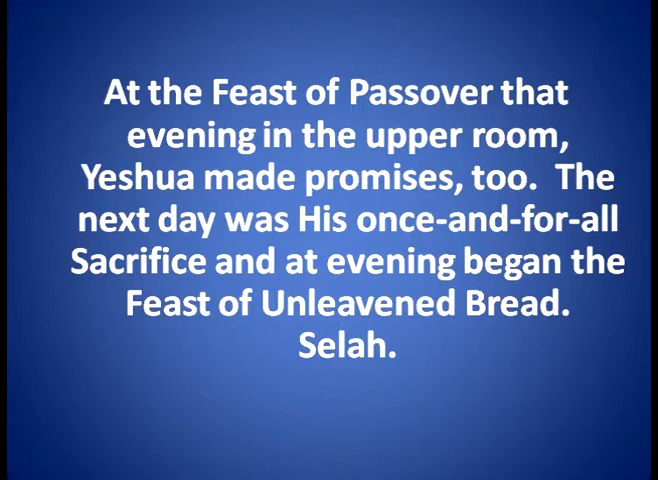 At the Feast of Passover that
evening in the upper room,
Yeshua made promises, too.  The
next day was His once-and-for-all
Sacrifice and at evening began the
Feast of Unleavened Bread.
Selah.